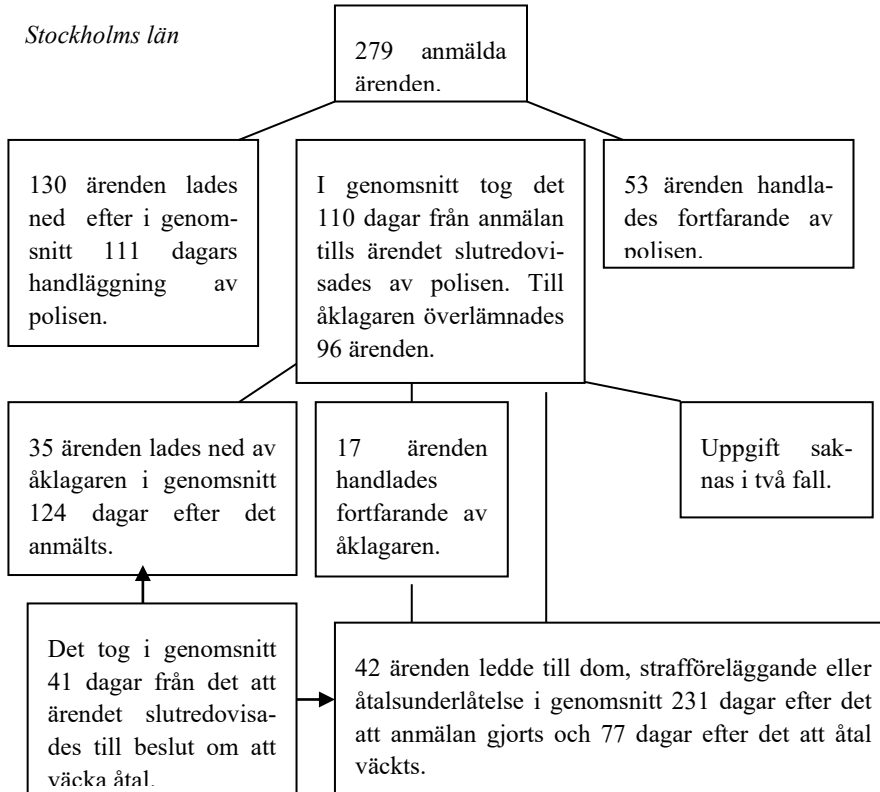 Stockholms län
279 anmälda
ärenden.
130 ärenden lades
ned efter i genom-
snitt 111 dagars
handläggning av
polisen.
I genomsnitt tog det
110 dagar från anmälan
tills ärendet slutredovi-
sades av polisen. Till
åklagaren överlämnades
96 ärenden.
53 ärenden handla-
des fortfarande av
polisen.
35 ärenden lades ned av
åklagaren i genomsnitt
124 dagar efter det
anmälts.
17 ärenden
handlades
fortfarande av
åklagaren.
Uppgift sak-
nas i två fall.
Det tog i genomsnitt
41 dagar från det att
ärendet slutredovisa-
des till beslut om att
väcka åtal.
42 ärenden ledde till dom, strafföreläggande eller
åtalsunderlåtelse i genomsnitt 231 dagar efter det
att anmälan gjorts och 77 dagar efter det att åtal
väckts.